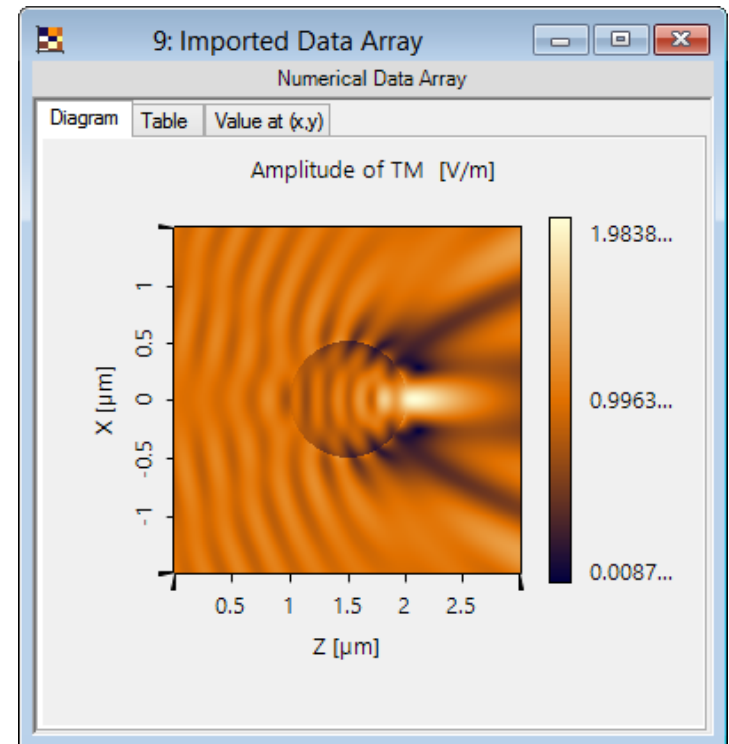 9: Imported Data Array
Numerical Data Array
Diagram Table Value at (x,y)
Amplitude of TM [V/m]
1.9838...
1
0.5
0
-0.5
-1
X [µm]
0.9963...
0.0087...
0.5 1 1.5 2 2.5
Z [µm]